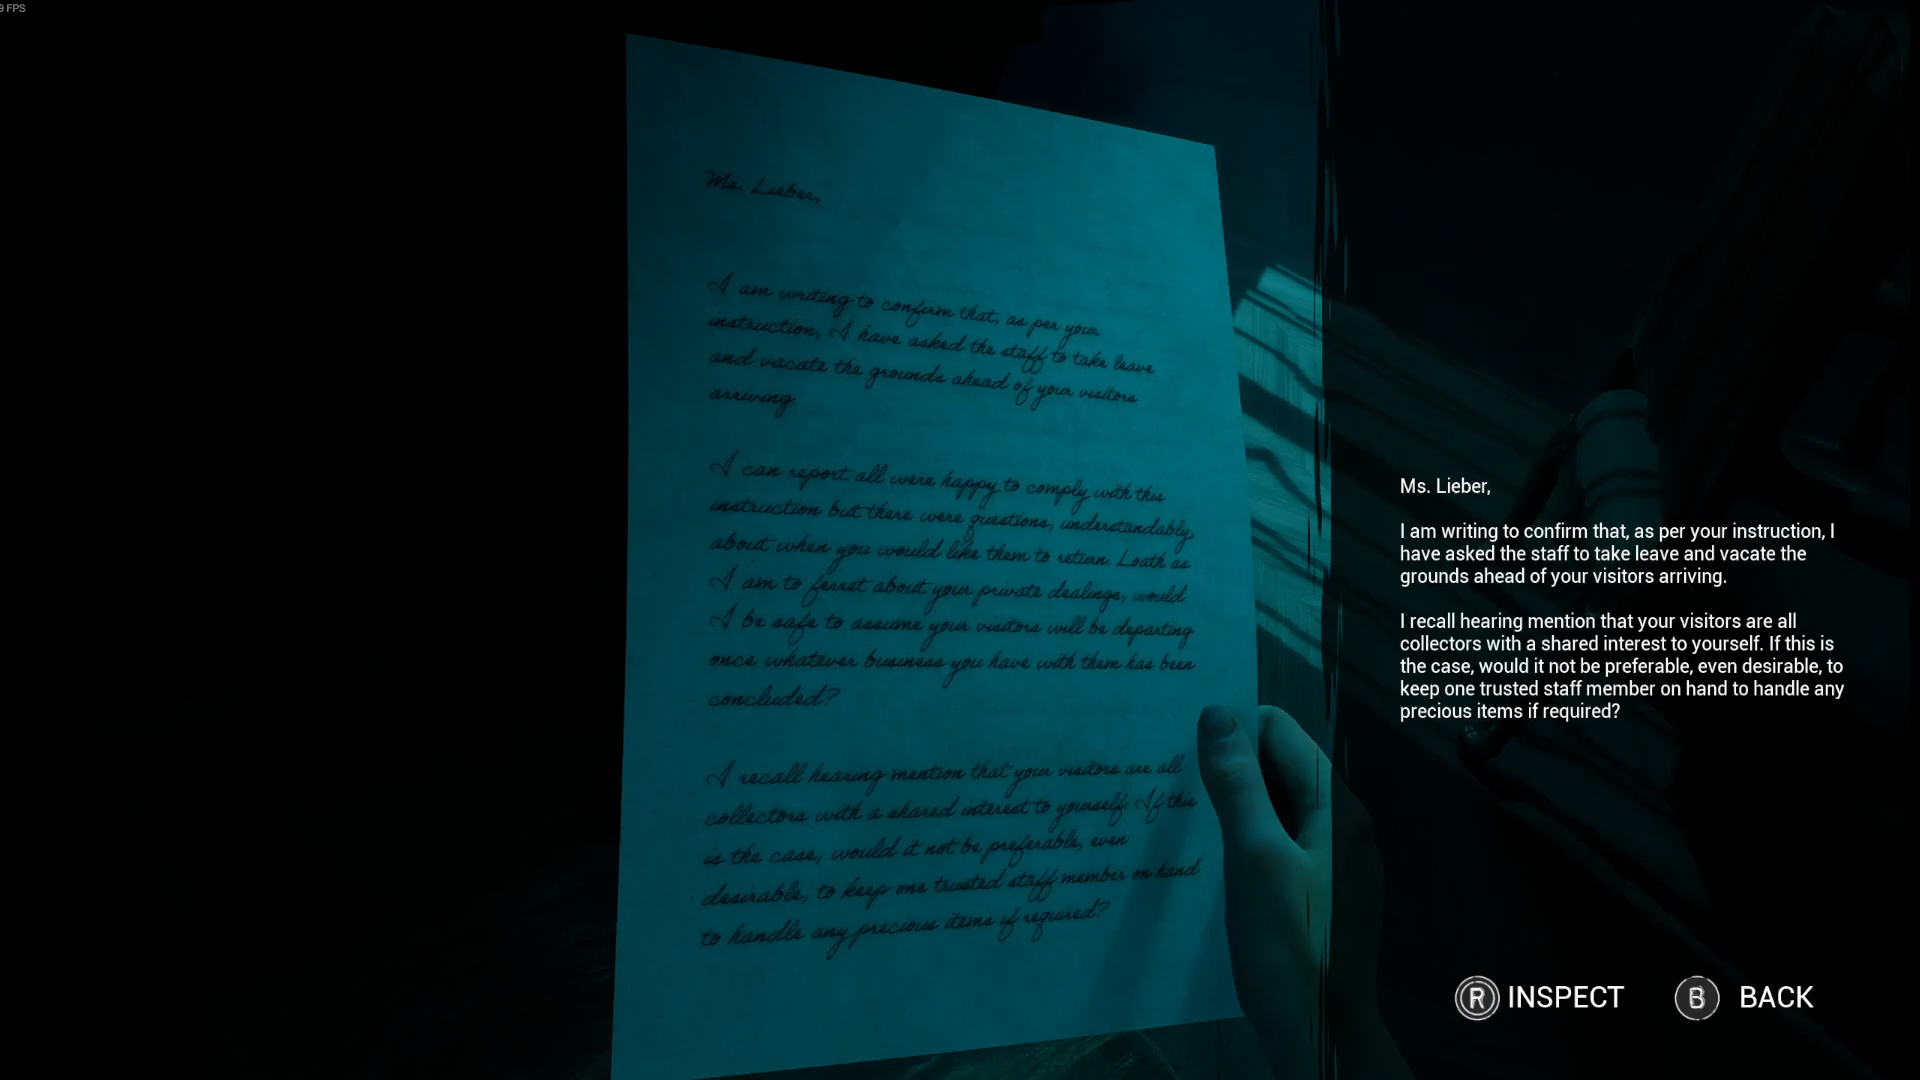 9 FPS
Ms. Lieber,
I am writing to confirm that, as per your
instruction, I have asked the staff to take leave
and vacate the grounds ahead of your visitors
arriving.
I can report all were happy to comply with this
instruction but there were questions, understandably,
about when you would like them to return. Loath as
I am to ferret about your private dealings, would
I be safe to assume your visitors will be departing
once whatever business you have with them has been
concluded?
I recall hearing mention that your visitors are all
collectors with a shared interest to yourself. If this
is the case, would it not be preferable, even
desirable, to keep one trusted staff member on hand
to handle any precious items if required?
Ms. Lieber,
I am writing to confirm that, as per your instruction, I
have asked the staff to take leave and vacate the
grounds ahead of your visitors arriving.
I recall hearing mention that your visitors are all
collectors with a shared interest to yourself. If this is
the case, would it not be preferable, even desirable, to
keep one trusted staff member on hand to handle any
precious items if required?
R INSPECT B BACK